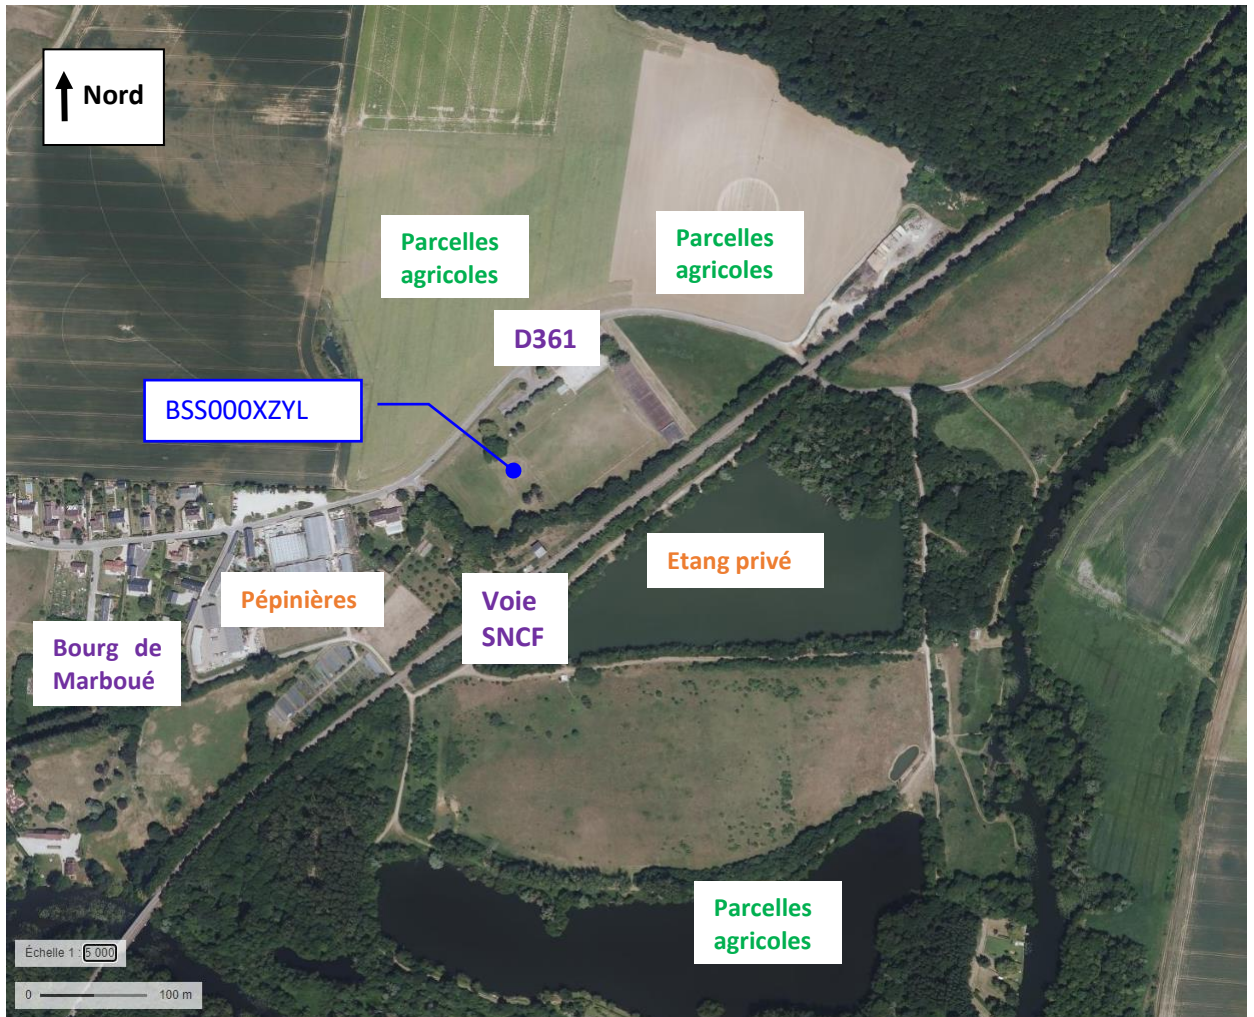 Nord
Parcelles
agricoles
Parcelles
agricoles
D361
BSS000XZYL
Etang privé
Pépinières
Voie
SNCF
Bourg de
Marboué
Parcelles
agricoles
Échelle 1 : 5 000
0 100 m